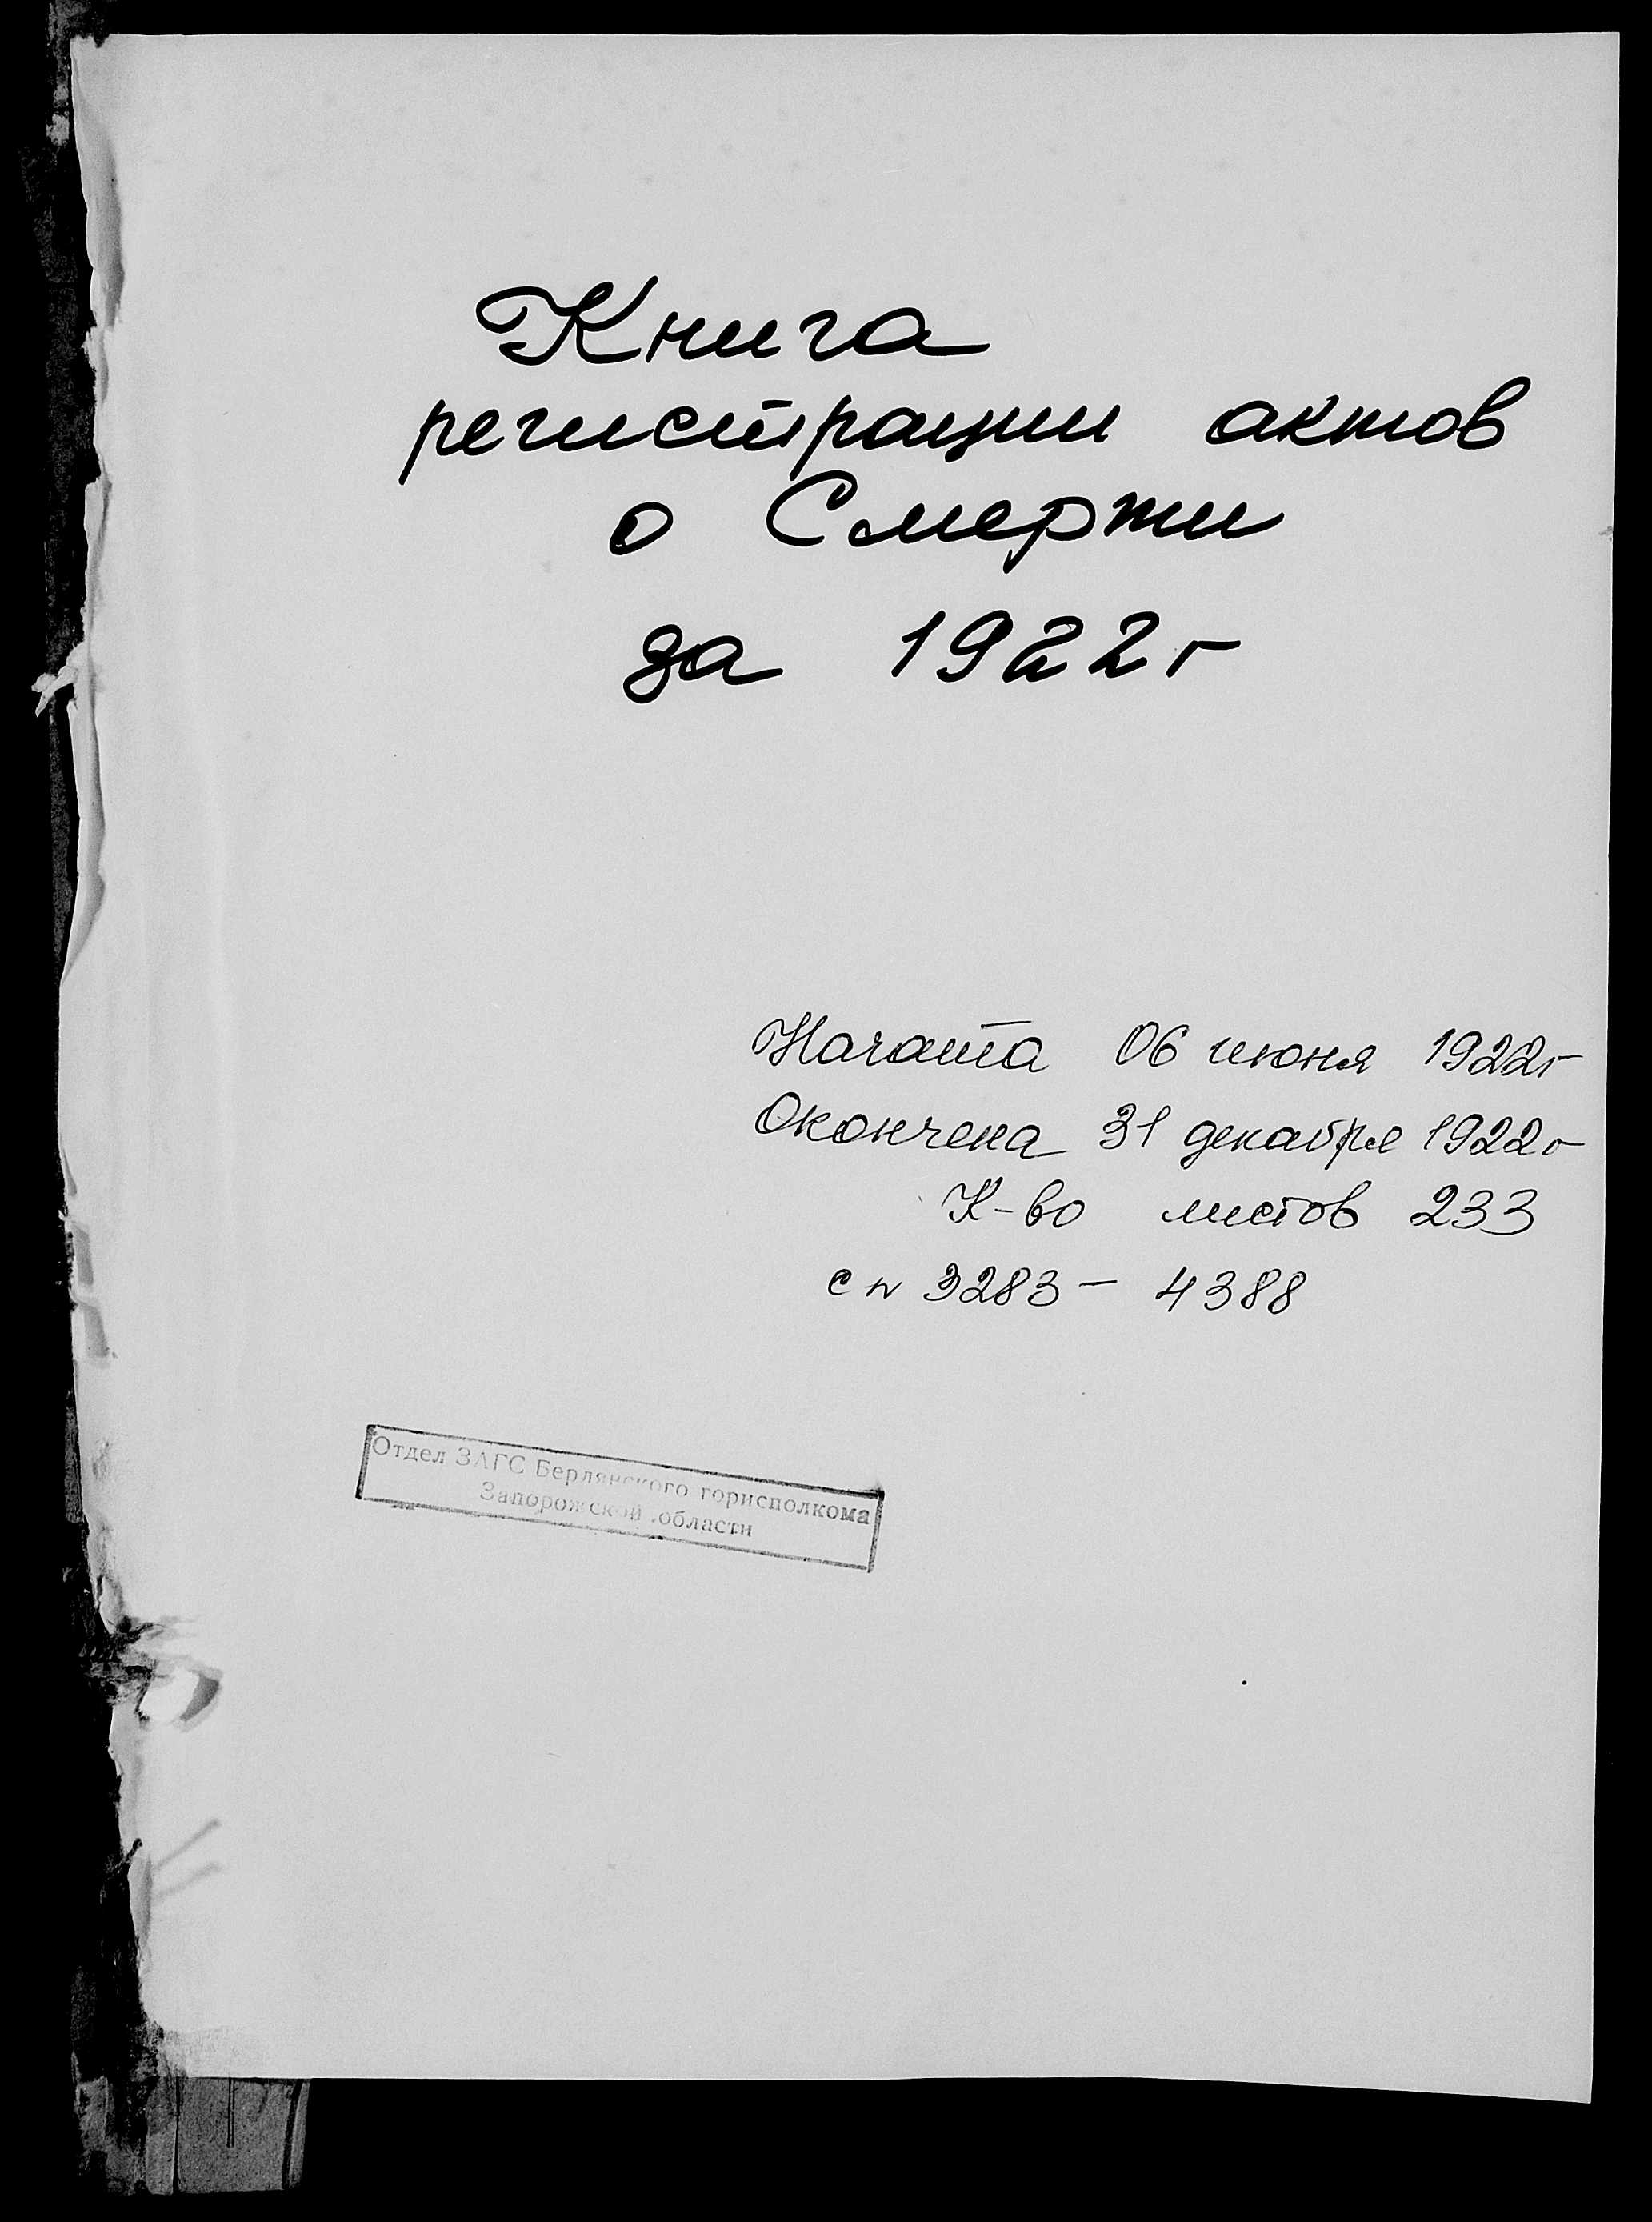 Книга
регистрации актов
о Смерти
за 1922г
Начата 06 июня 1922г
Окончена 31 декабря 1922г
К-во листов 233
с № 3283 - 4388
Отдел ЗАГС Бердянского горисполкома
Запорожской области